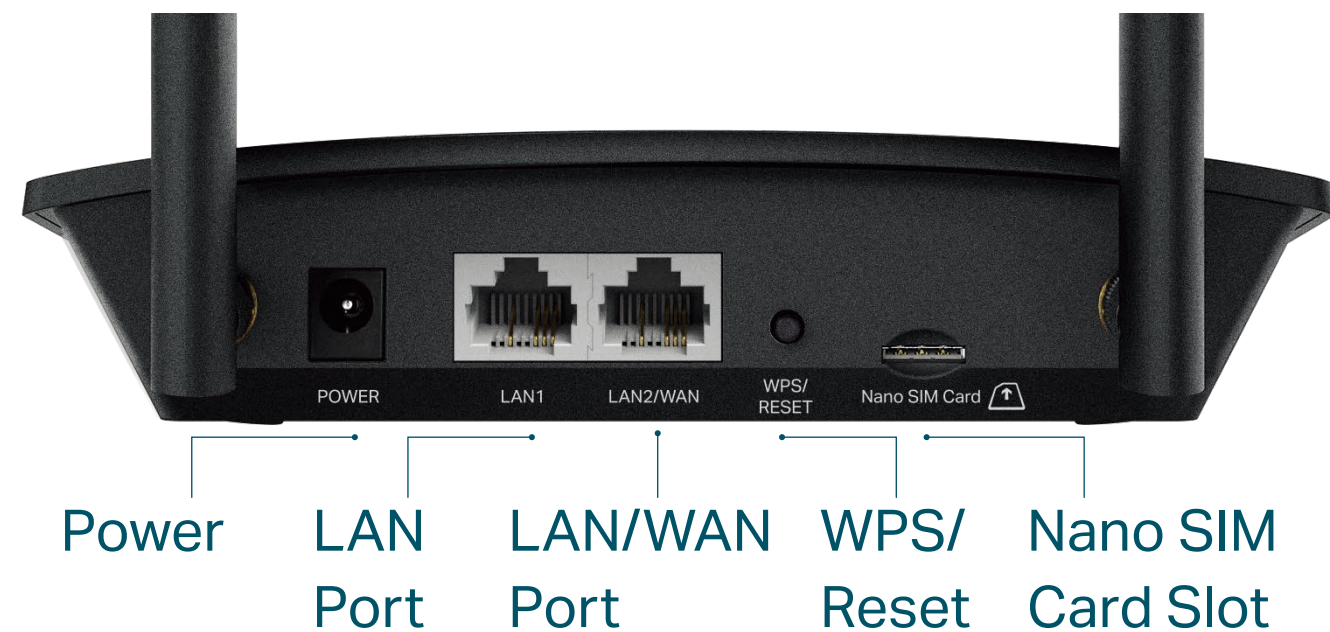 POWER
LAN1
LAN2/WAN
WPS/
RESET
Nano SIM Card
Power
LAN
Port
LAN/WAN
Port
WPS/
Reset
Nano SIM
Card Slot